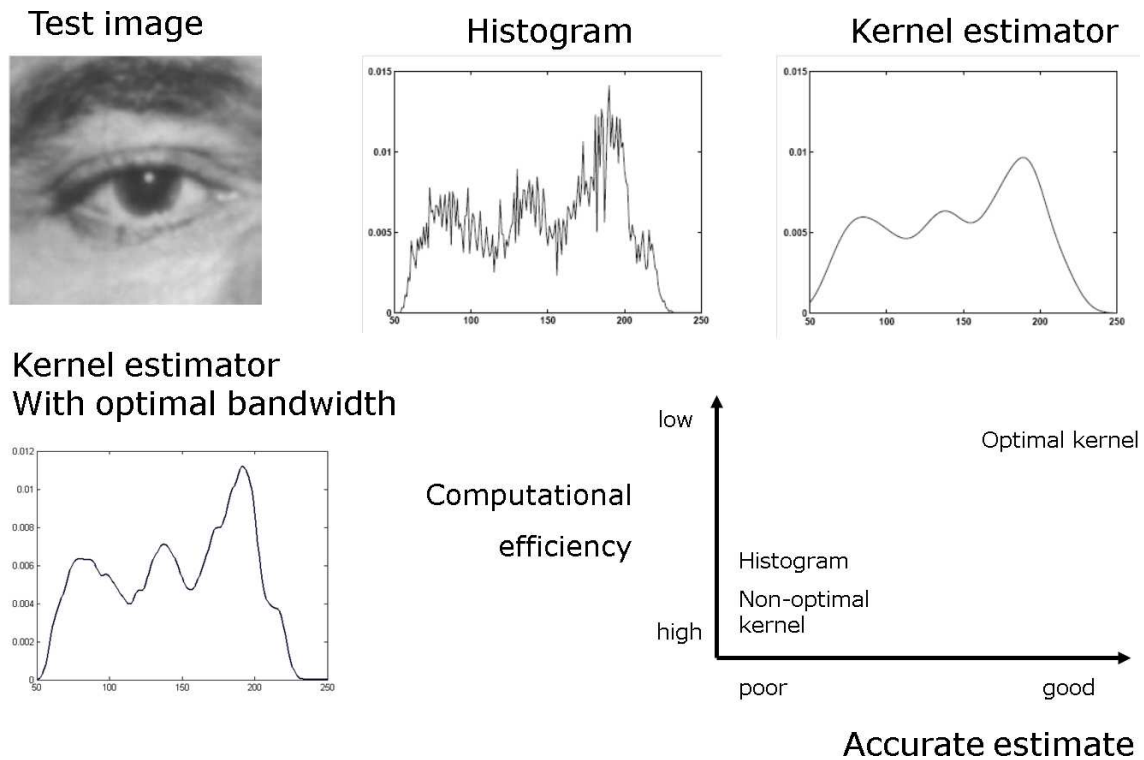 Test image
Histogram
Kernel estimator
0.015
0.01
0.005
0
50 100 150 200 250
0.015
0.01
0.005
0
50 100 150 200 250
Kernel estimator
With optimal bandwidth
0.012
0.01
0.008
0.006
0.004
0.002
0
50 100 150 200 250
Computational
efficiency
low
high
Optimal kernel
Histogram
Non-optimal
kernel
poor good
Accurate estimate